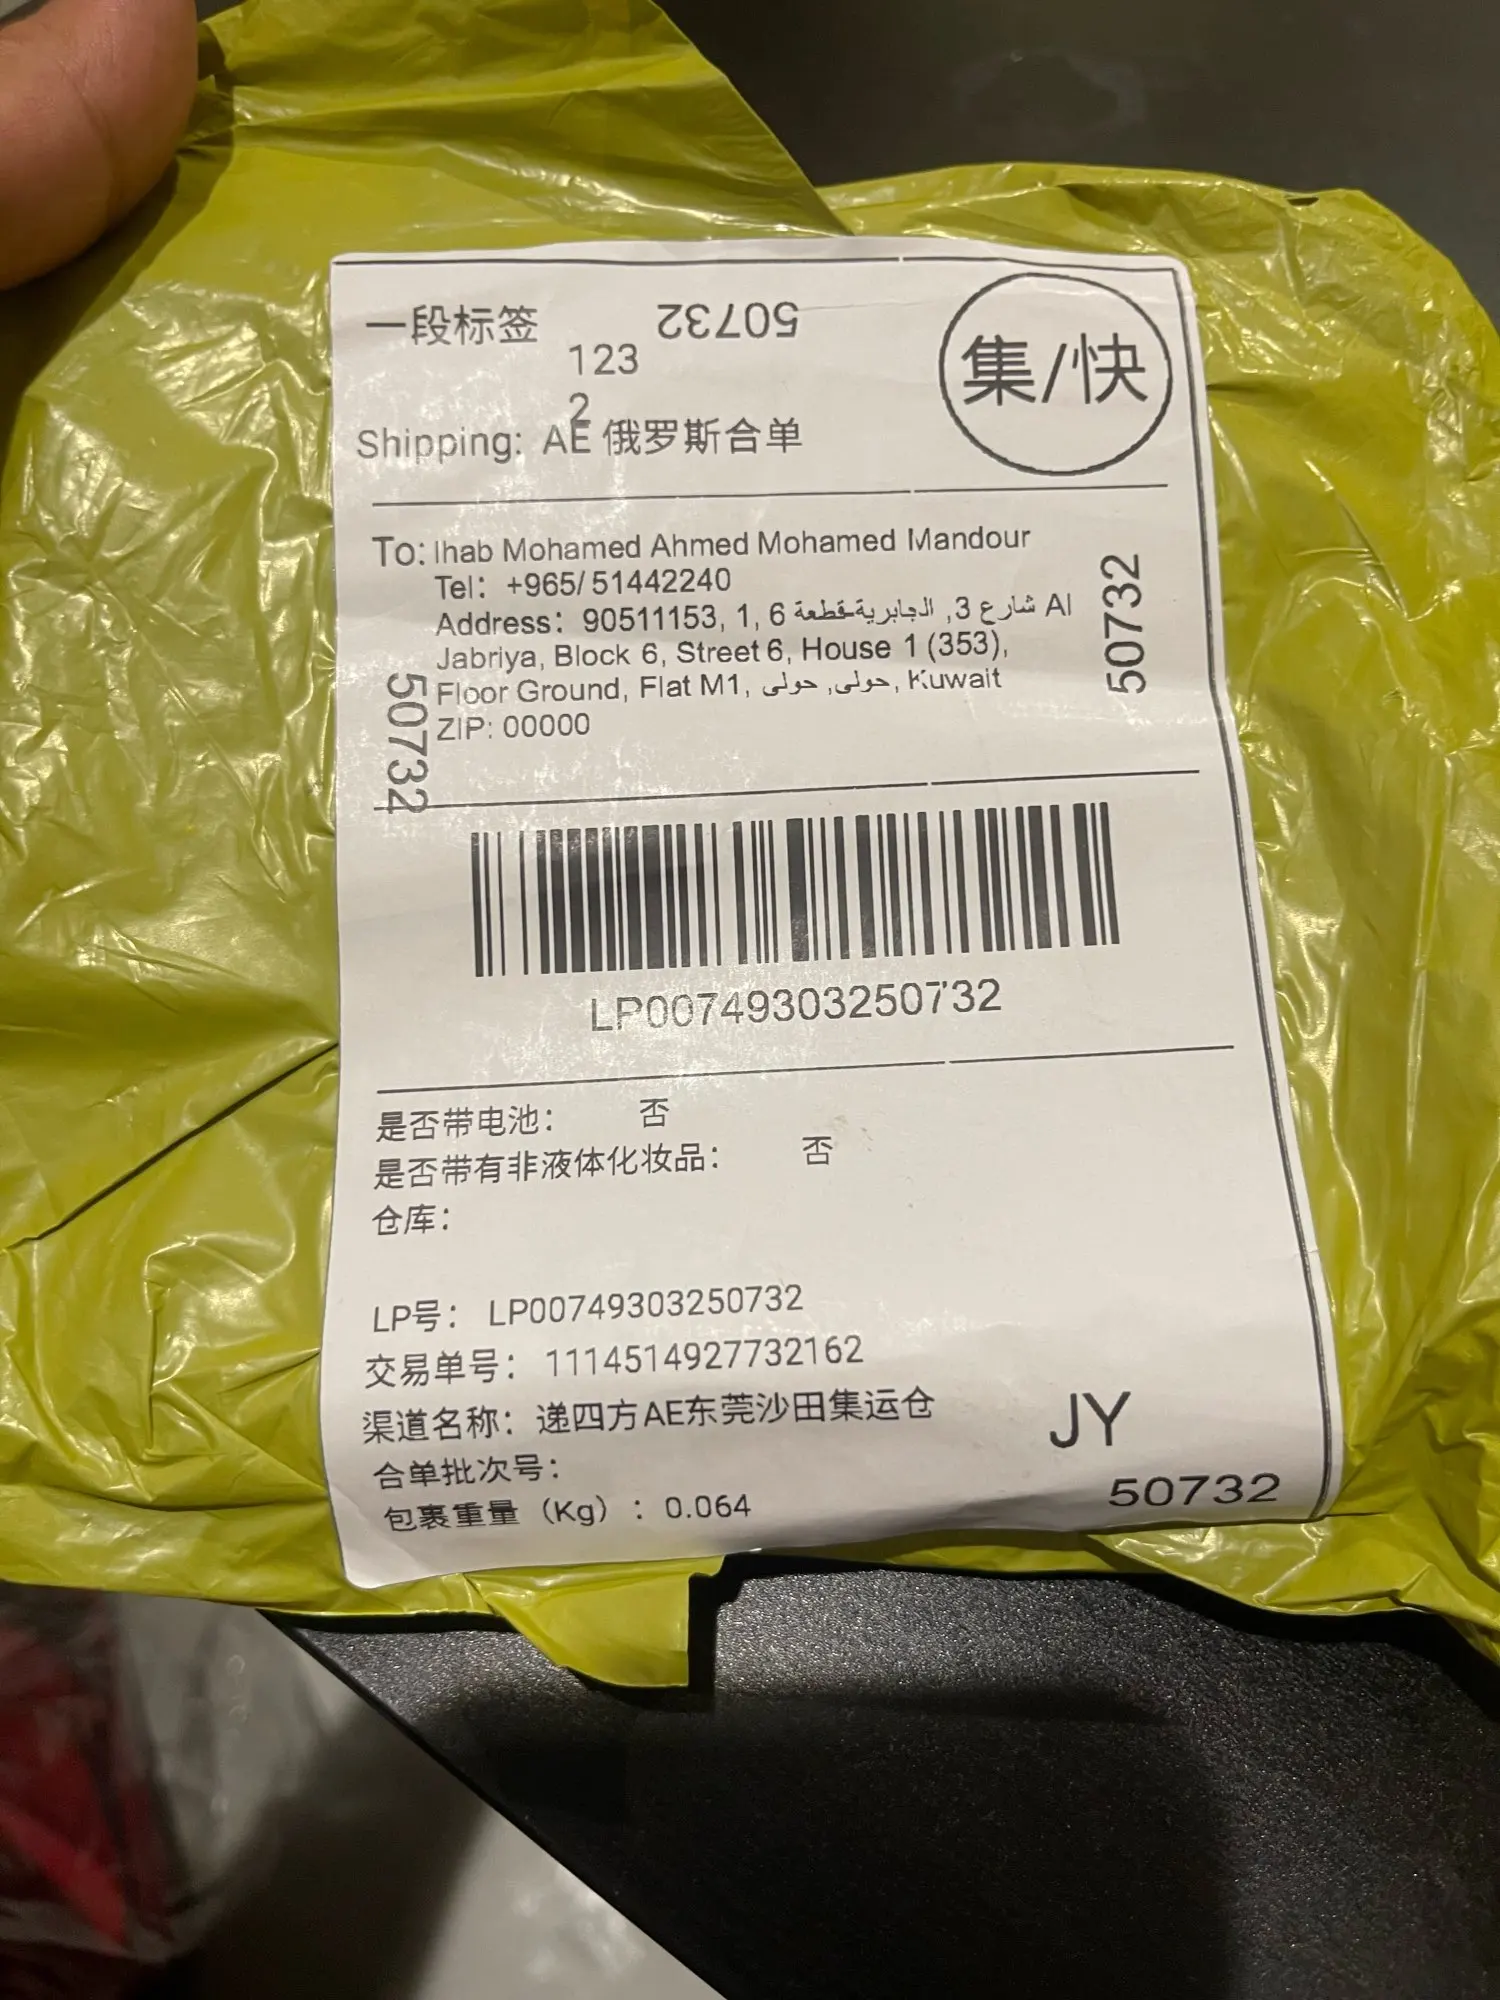 一段标签
50732
123
2
集/快
Shipping: AE 俄罗斯合单
To: Ihab Mohamed Ahmed Mohamed Mandour
Tel: +965/ 51442240
Address: 90511153, 1, 6 شارع 3, الجابرية-قطعة Al
Jabriya, Block 6, Street 6, House 1 (353),
Floor Ground, Flat M1, حولى, حولي, Kuwait
ZIP: 00000
50732
50732
LP00749303250732
是否带电池: 否
是否带有非液体化妆品: 否
仓库:
LP号: LP00749303250732
交易单号: 1114514927732162
渠道名称: 递四方AE东莞沙田集运仓
合单批次号:
包裹重量 (Kg) : 0.064
JY
50732